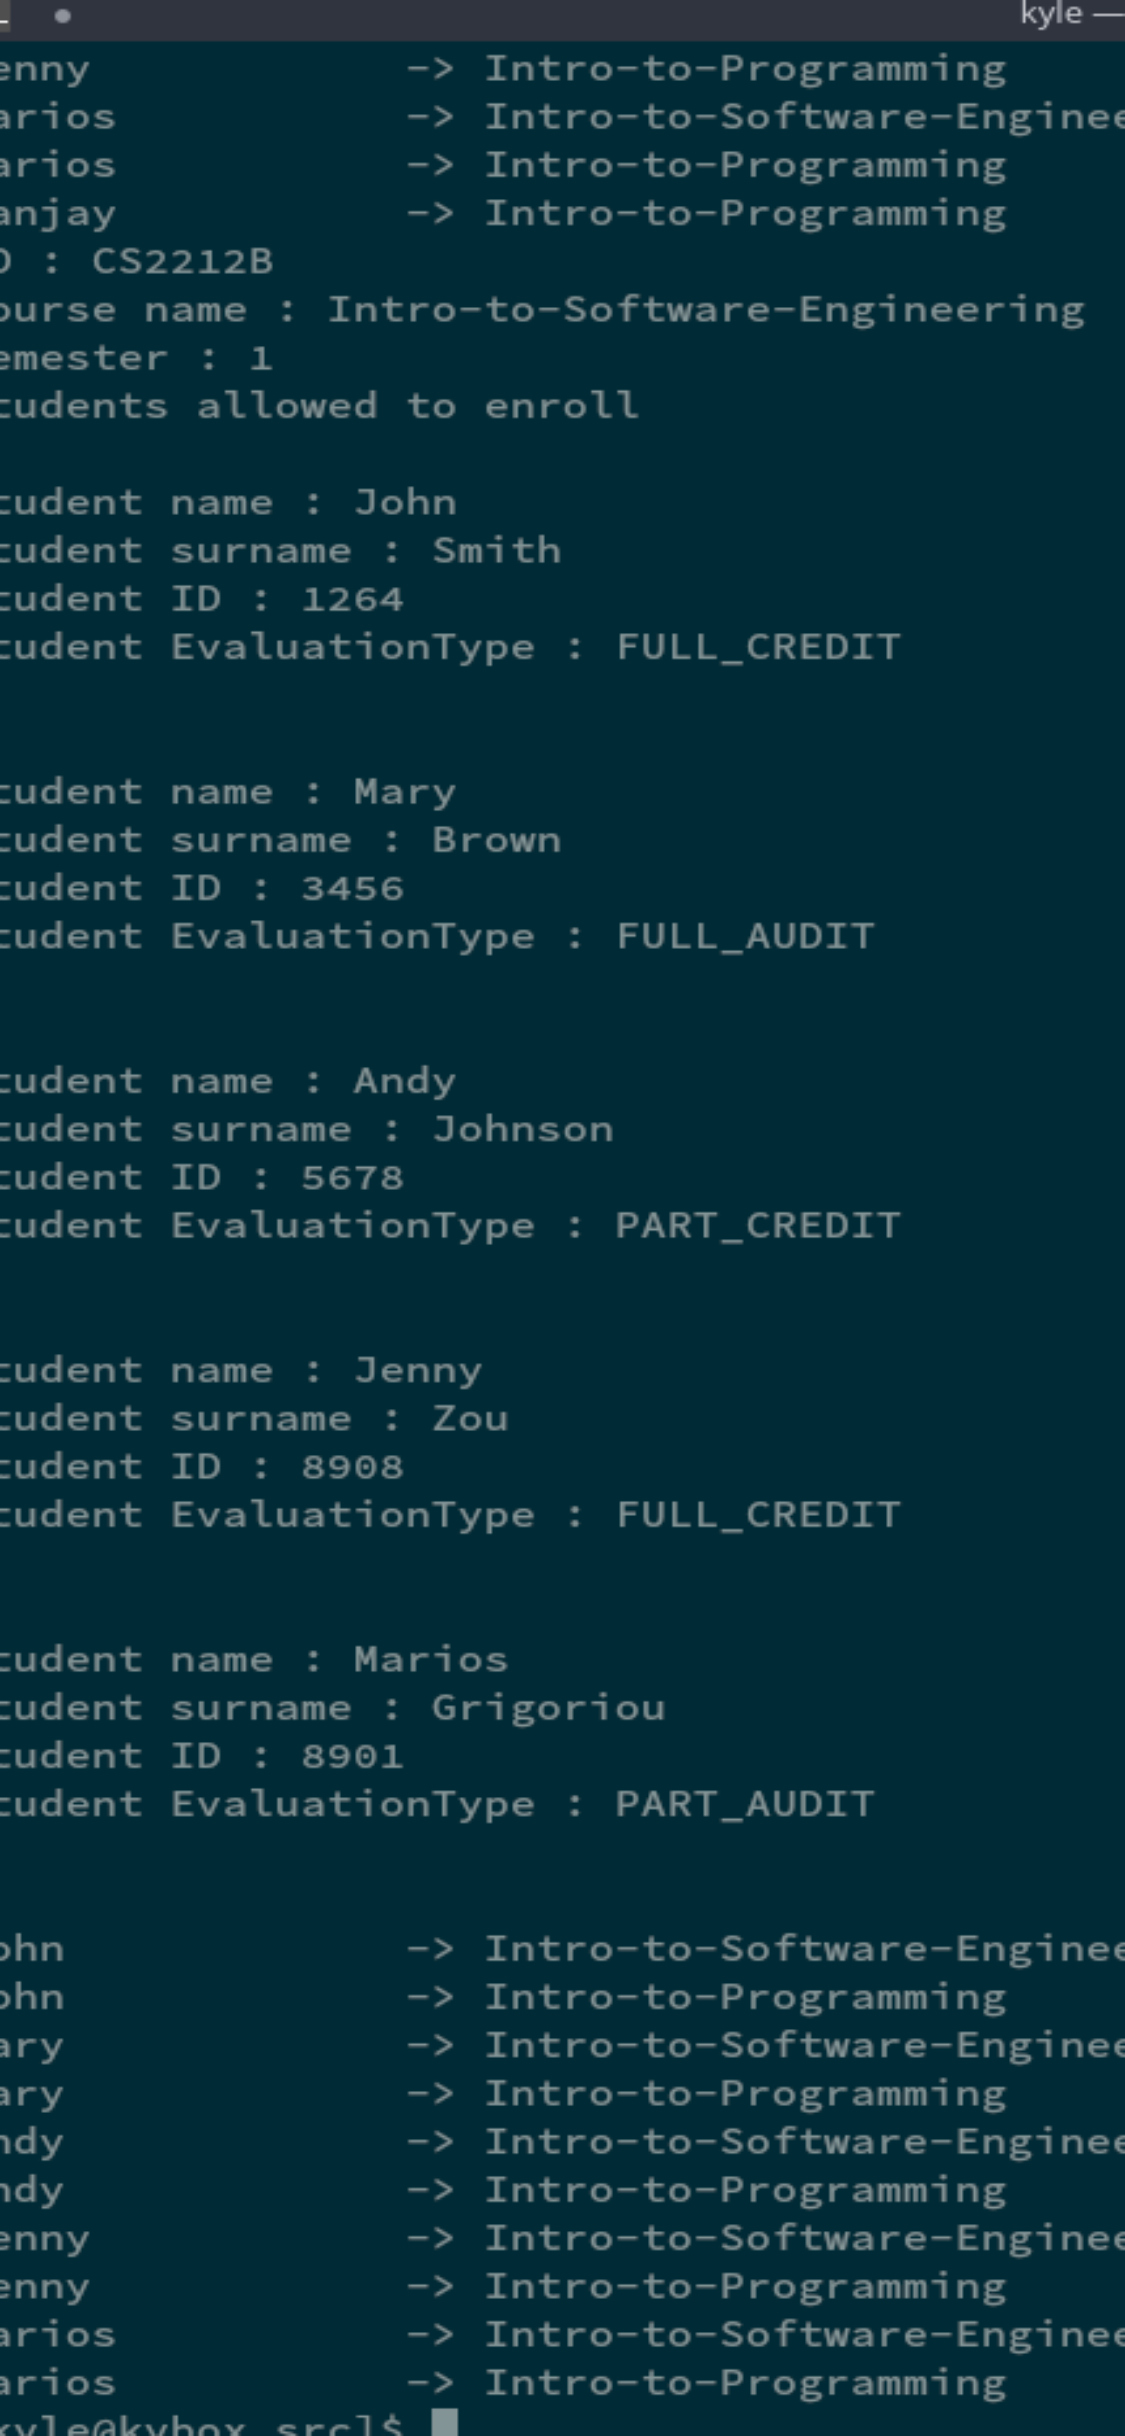 kyle —
enny -> Intro-to-Programming
arios -> Intro-to-Software-Enginee
arios -> Intro-to-Programming
anjay -> Intro-to-Programming
D : CS2212B
ourse name : Intro-to-Software-Engineering
emester : 1
tudents allowed to enroll
tudent name : John
tudent surname : Smith
tudent ID : 1264
tudent EvaluationType : FULL_CREDIT
tudent name : Mary
tudent surname : Brown
tudent ID : 3456
tudent EvaluationType : FULL_AUDIT
tudent name : Andy
tudent surname : Johnson
tudent ID : 5678
tudent EvaluationType : PART_CREDIT
tudent name : Jenny
tudent surname : Zou
tudent ID : 8908
tudent EvaluationType : FULL_CREDIT
tudent name : Marios
tudent surname : Grigoriou
tudent ID : 8901
tudent EvaluationType : PART_AUDIT
ohn -> Intro-to-Software-Enginee
ohn -> Intro-to-Programming
ary -> Intro-to-Software-Enginee
ary -> Intro-to-Programming
ndy -> Intro-to-Software-Enginee
ndy -> Intro-to-Programming
enny -> Intro-to-Software-Enginee
enny -> Intro-to-Programming
arios -> Intro-to-Software-Enginee
arios -> Intro-to-Programming
kyle@kybox src]$